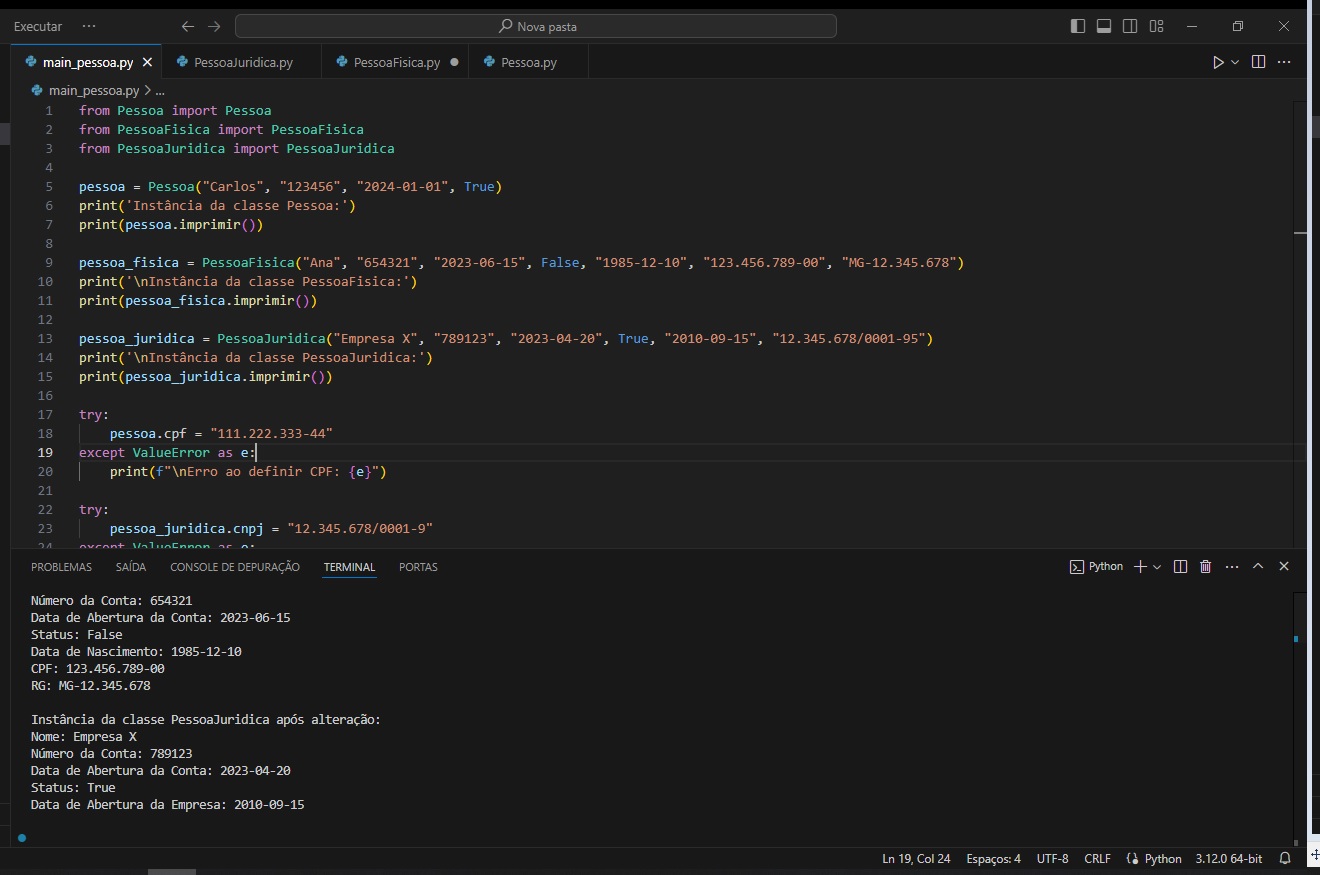 Executar ···
Nova pasta
main_pessoa.py PessoaJuridica.py PessoaFisica.py Pessoa.py
main_pessoa.py > ...
1 from Pessoa import Pessoa
2 from PessoaFisica import PessoaFisica
3 from PessoaJuridica import PessoaJuridica
4
5 pessoa = Pessoa("Carlos", "123456", "2024-01-01", True)
6 print('Instância da classe Pessoa:')
7 print(pessoa.imprimir())
8
9 pessoa_fisica = PessoaFisica("Ana", "654321", "2023-06-15", False, "1985-12-10", "123.456.789-00", "MG-12.345.678")
10 print('\nInstância da classe PessoaFisica:')
11 print(pessoa_fisica.imprimir())
12
13 pessoa_juridica = PessoaJuridica("Empresa X", "789123", "2023-04-20", True, "2010-09-15", "12.345.678/0001-95")
14 print('\nInstância da classe PessoaJuridica:')
15 print(pessoa_juridica.imprimir())
16
17 try:
18 pessoa.cpf = "111.222.333-44"
19 except ValueError as e:
20 print(f"\nErro ao definir CPF: {e}")
21
22 try:
23 pessoa_juridica.cnpj = "12.345.678/0001-9"
24 except ValueError as e:
PROBLEMAS SAÍDA CONSOLE DE DEPURAÇÃO TERMINAL PORTAS Python
Número da Conta: 654321
Data de Abertura da Conta: 2023-06-15
Status: False
Data de Nascimento: 1985-12-10
CPF: 123.456.789-00
RG: MG-12.345.678
Instância da classe PessoaJuridica após alteração:
Nome: Empresa X
Número da Conta: 789123
Data de Abertura da Conta: 2023-04-20
Status: True
Data de Abertura da Empresa: 2010-09-15
Ln 19, Col 24 Espaços: 4 UTF-8 CRLF Python 3.12.0 64-bit